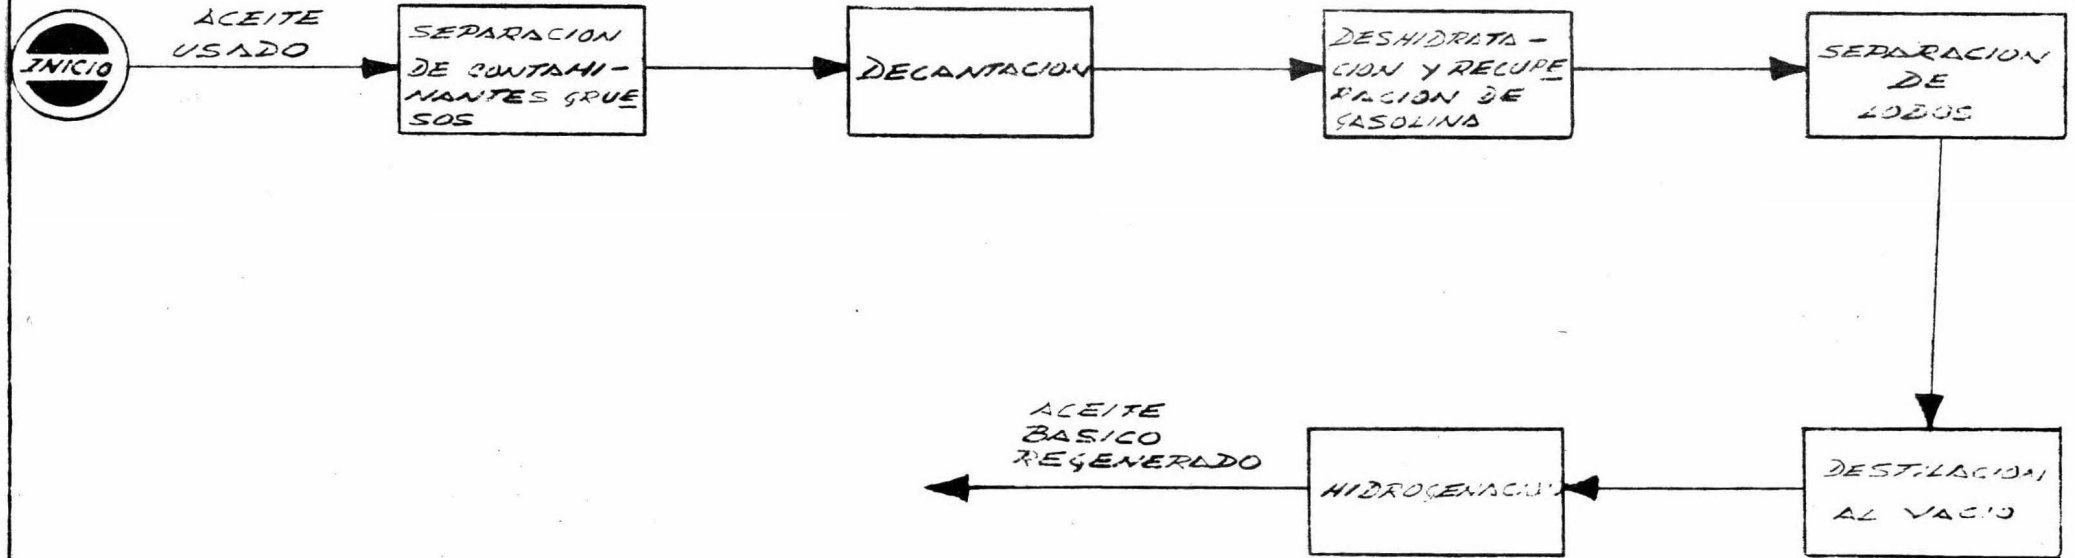 INICIO
ACEITE
USADO
SEPARACION
DE CONTAMI-
NANTES GRUE
SOS
DECANTACION
DESHIDRATA-
CION Y RECUPE
RACION DE
GASOLINA
SEPARACION
DE
LODOS
DESTILACION
AL VACIO
HIDROGENACION
ACEITE
BASICO
REGENERADO